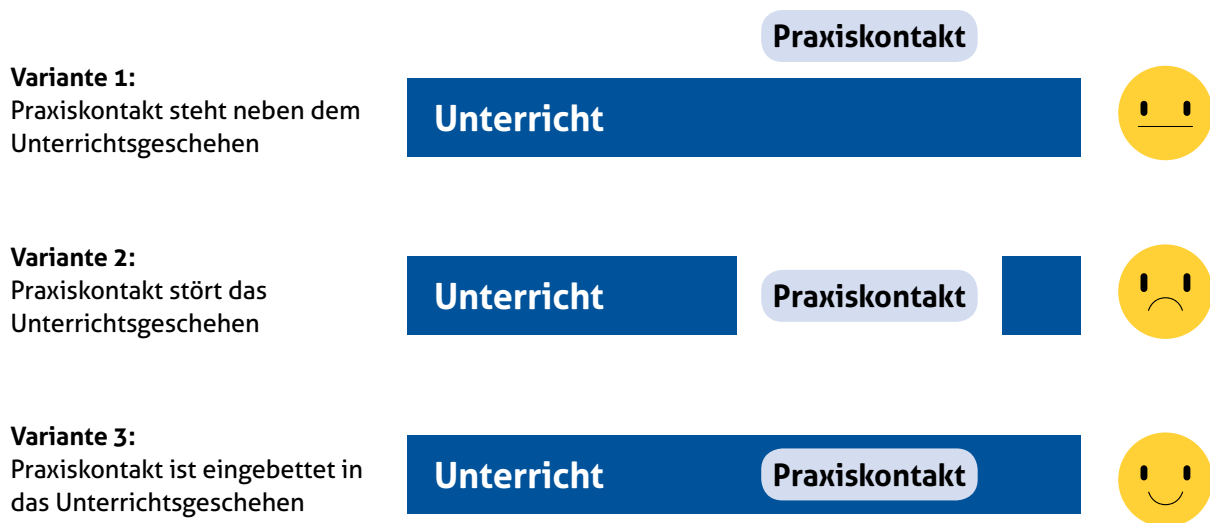 Praxiskontakt
Variante 1:
Praxiskontakt steht neben dem
Unterrichtsgeschehen
Unterricht
Variante 2:
Praxiskontakt stört das
Unterrichtsgeschehen
Unterricht
Praxiskontakt
Variante 3:
Praxiskontakt ist eingebettet in
das Unterrichtsgeschehen
Unterricht
Praxiskontakt